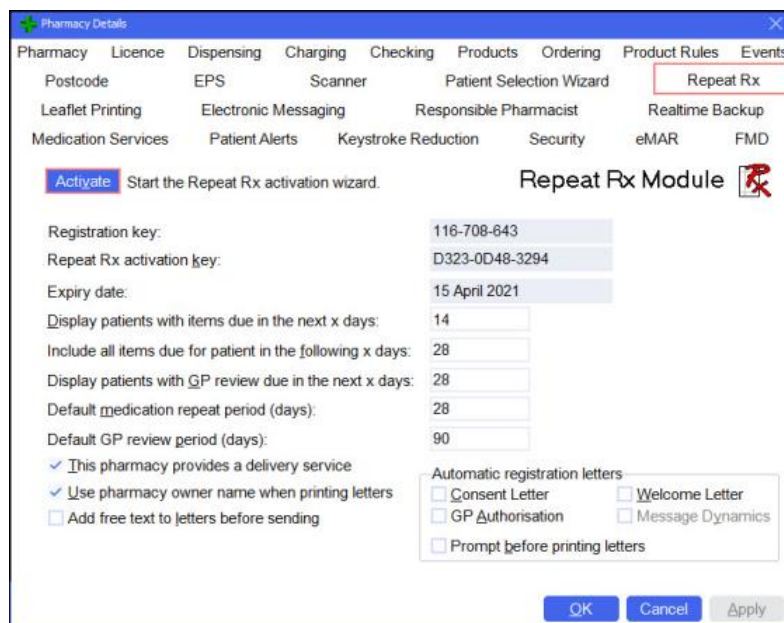 Pharmacy Details
Pharmacy Licence Dispensing Charging Checking Products Ordering Product Rules Events
Postcode EPS Scanner Patient Selection Wizard Repeat Rx
Leaflet Printing Electronic Messaging Responsible Pharmacist Realtime Backup
Medication Services Patient Alerts Keystroke Reduction Security eMAR FMD
Activate Start the Repeat Rx activation wizard. Repeat Rx Module Rx
Registration key: 116-708-643
Repeat Rx activation key: D323-0D48-3294
Expiry date: 15 April 2021
Display patients with items due in the next x days: 14
Include all items due for patient in the following x days: 28
Display patients with GP review due in the next x days: 28
Default medication repeat period (days): 28
Default GP review period (days): 90
This pharmacy provides a delivery service
Use pharmacy owner name when printing letters
Add free text to letters before sending
Automatic registration letters
Consent Letter Welcome Letter
GP Authorisation Message Dynamics
Prompt before printing letters
OK Cancel Apply